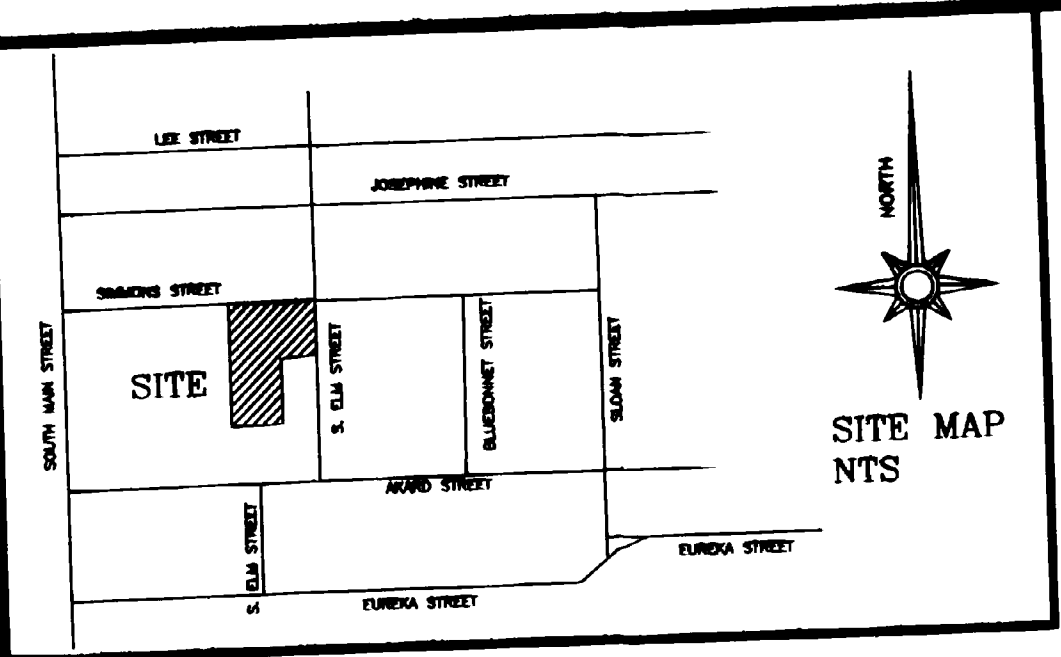 LEE STREET
JOSEPHINE STREET
NORTH
SIMMONS STREET
SOUTH MAIN STREET
SITE
S. ELM STREET
BLUEBONNET STREET
SLOAN STREET
SITE MAP
NTS
AKARD STREET
S. ELM STREET
EUREKA STREET
EUREKA STREET